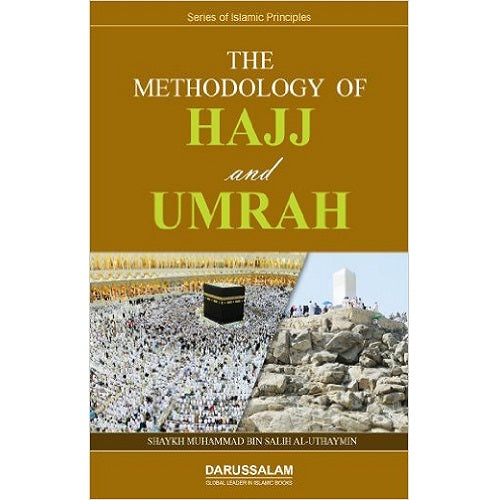 Series of Islamic Principles
THE
METHODOLOGY OF
HAJJ
and
UMRAH
SHAYKH MUHAMMAD BIN SALIH AL-UTHAYMIN
DARUSSALAM
GLOBAL LEADER IN ISLAMIC BOOKS